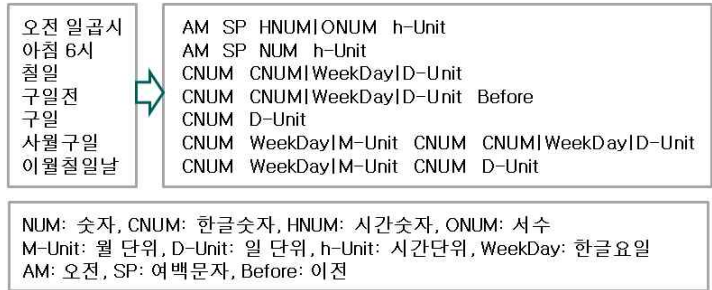 오전 일곱시 AM SP HNUM|ONUM h-Unit
아침 6시 AM SP NUM h-Unit
칠일 CNUM CNUM|WeekDay|D-Unit
구일전 CNUM CNUM|WeekDay|D-Unit Before
구일 CNUM D-Unit
사월구일 CNUM WeekDay|M-Unit CNUM CNUM|WeekDay|D-Unit
이월칠일날 CNUM WeekDay|M-Unit CNUM D-Unit
NUM: 숫자, CNUM: 한글숫자, HNUM: 시간숫자, ONUM: 서수
M-Unit: 월 단위, D-Unit: 일 단위, h-Unit: 시간단위, WeekDay: 한글요일
AM: 오전, SP: 여백문자, Before: 이전